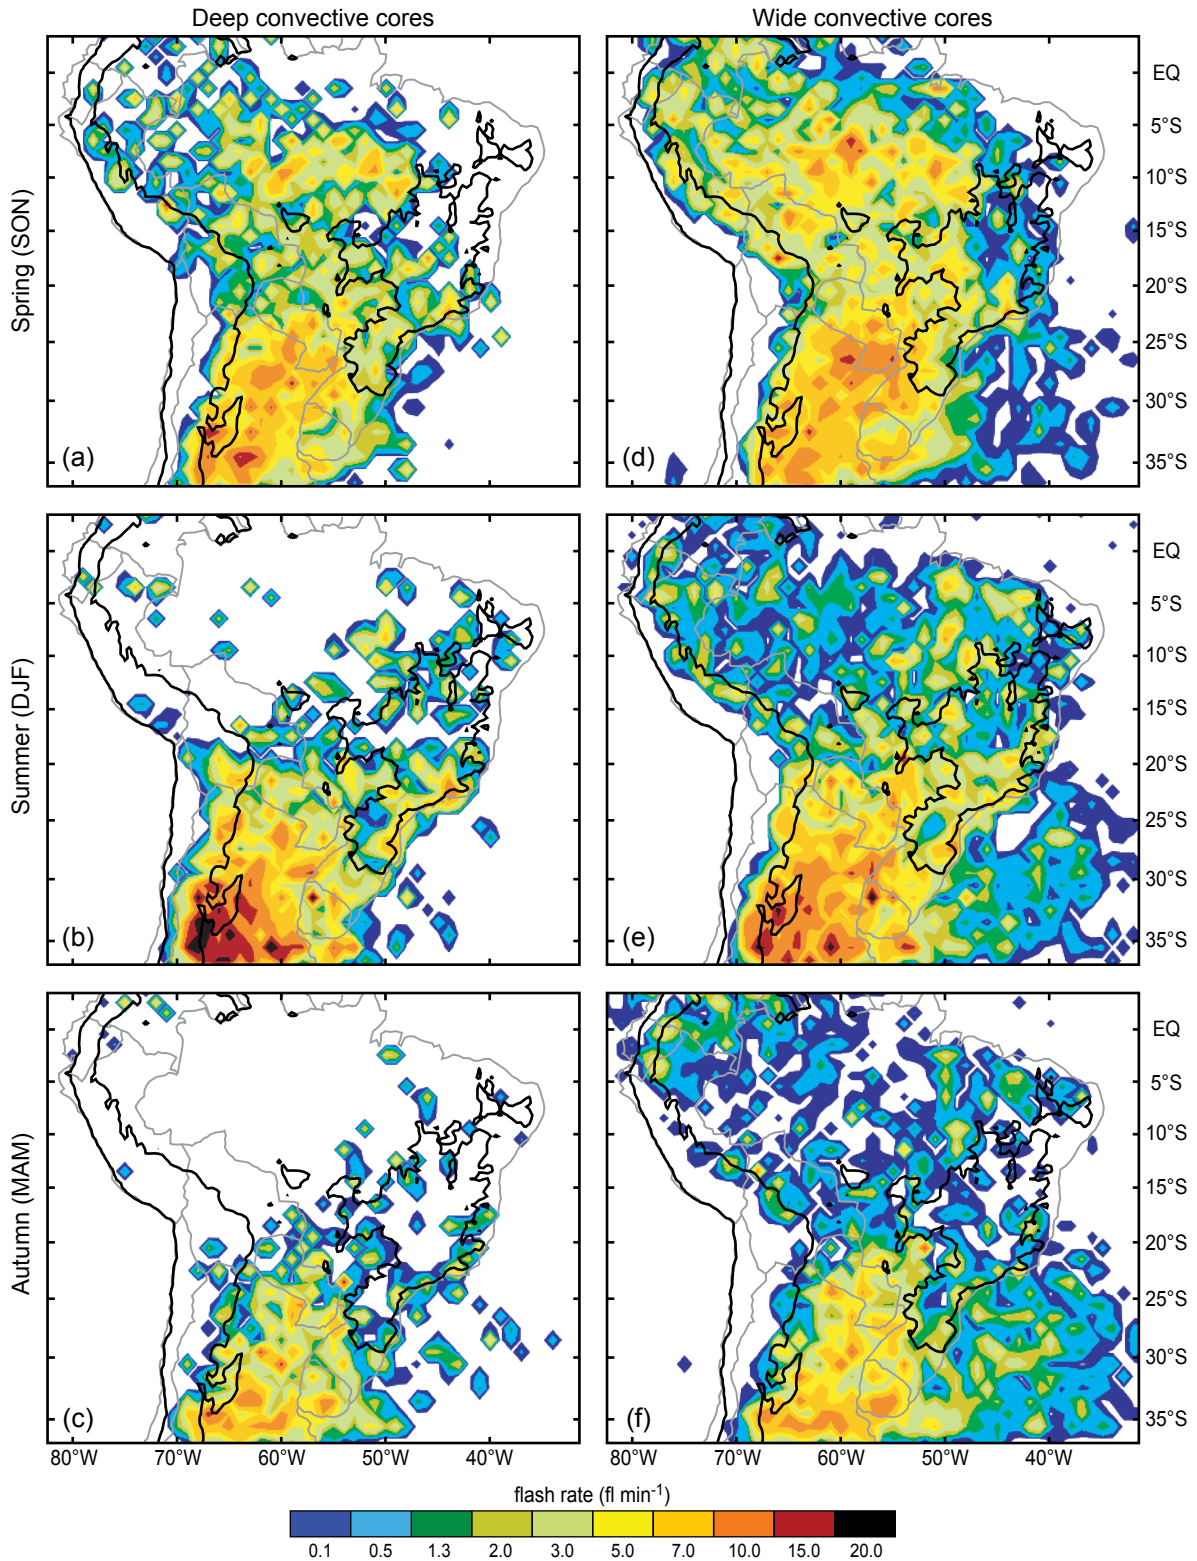 Deep convective cores
Wide convective cores
Spring (SON)
(a)
(d)
EQ
5°S
10°S
15°S
20°S
25°S
30°S
35°S
Summer (DJF)
(b)
(e)
EQ
5°S
10°S
15°S
20°S
25°S
30°S
35°S
Autumn (MAM)
(c)
(f)
EQ
5°S
10°S
15°S
20°S
25°S
30°S
35°S
80°W 70°W 60°W 50°W 40°W
80°W 70°W 60°W 50°W 40°W
flash rate (fl min⁻¹)
0.1 0.5 1.3 2.0 3.0 5.0 7.0 10.0 15.0 20.0